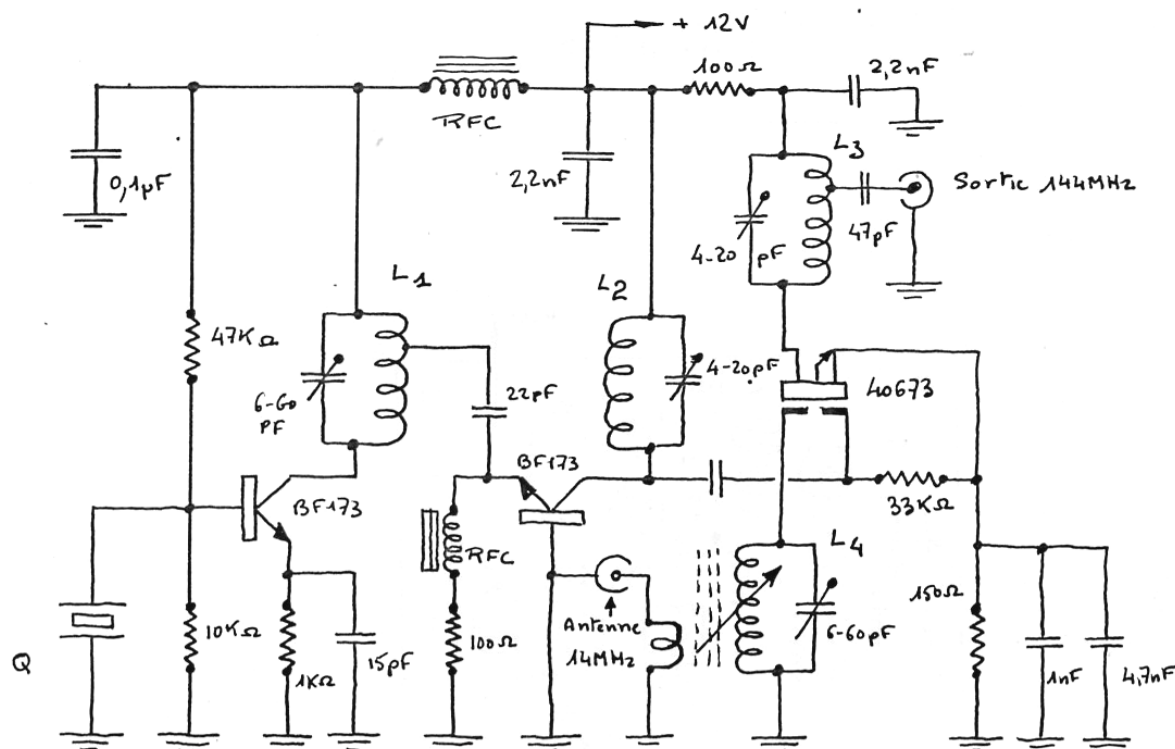 + 12V
100Ω
2,2nF
RFC
0,1µF
2,2nF
L3
Sortie 144MHz
47pF
4-20 pF
L1
L2
47KΩ
6-60
PF
22pF
4-20pF
40673
BF173
BF173
33KΩ
RFC
L4
10KΩ
1KΩ
15pF
100Ω
Antenne
14MHz
6-60pF
150Ω
1nF
4,7nF
Q